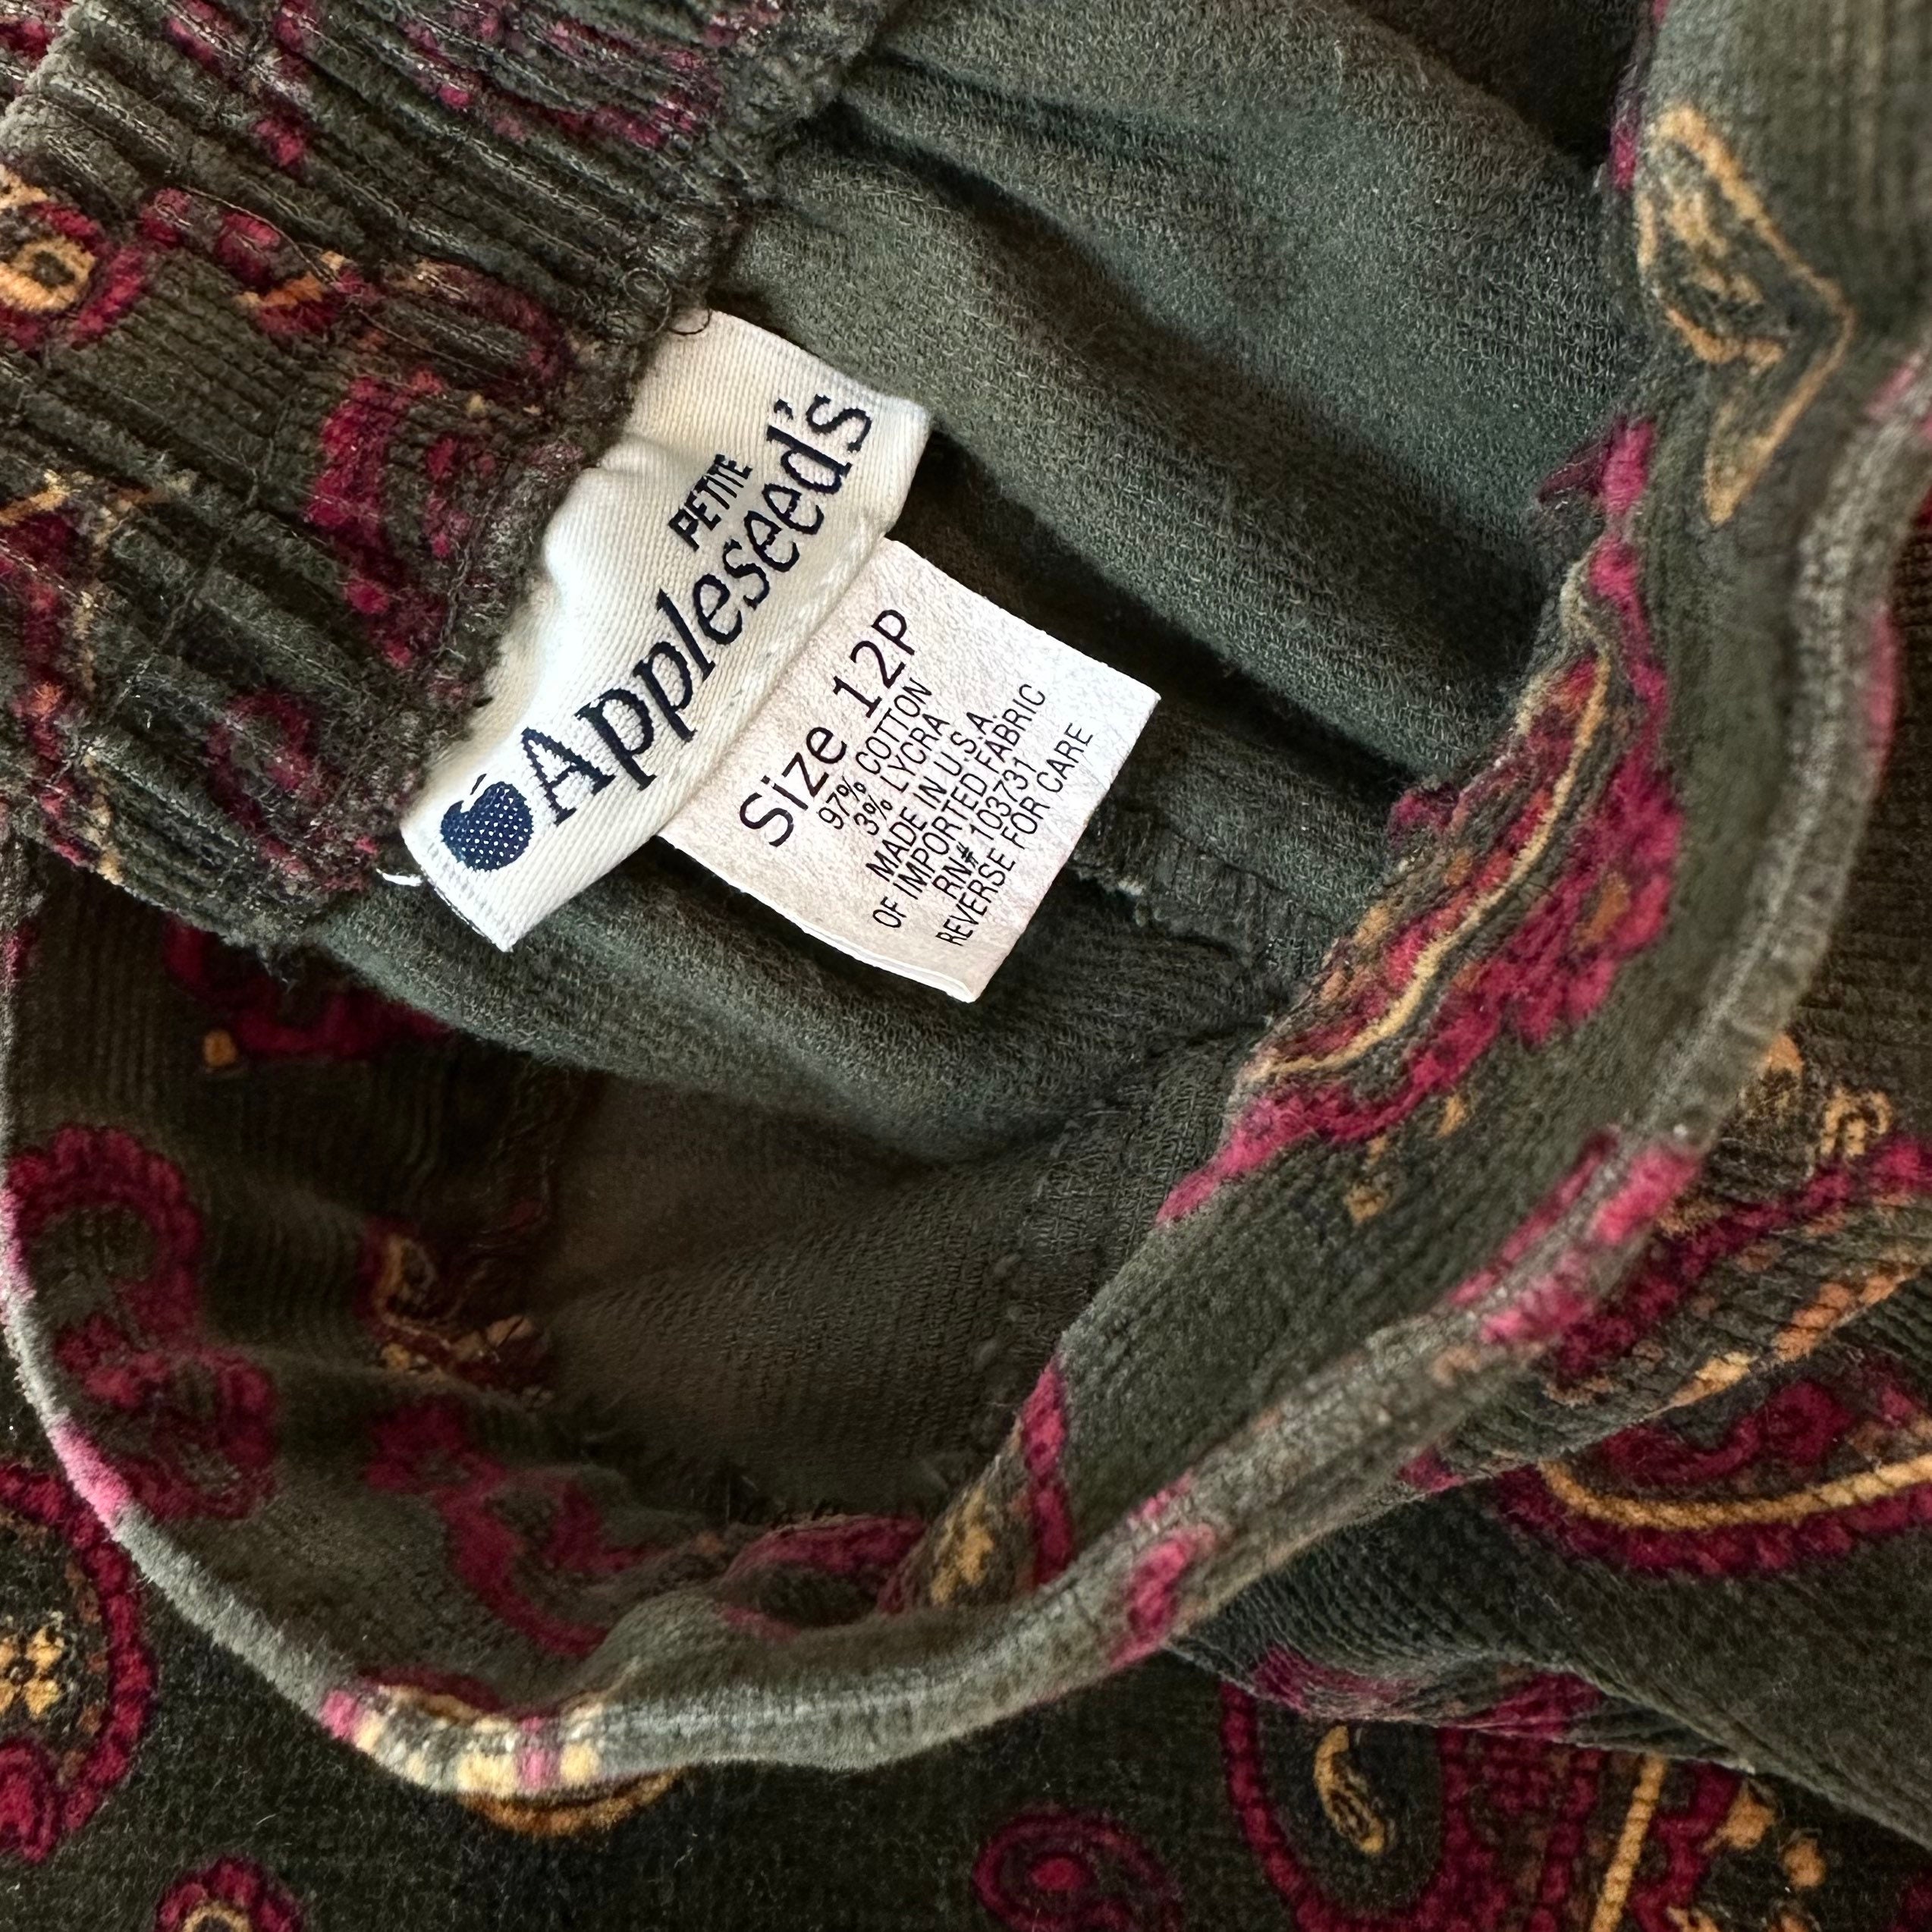 PETITE
Appleseed's
Size 12P
97% COTTON
3% LYCRA
MADE IN U.S.A.
OF IMPORTED FABRIC
RN# 103731
REVERSE FOR CARE